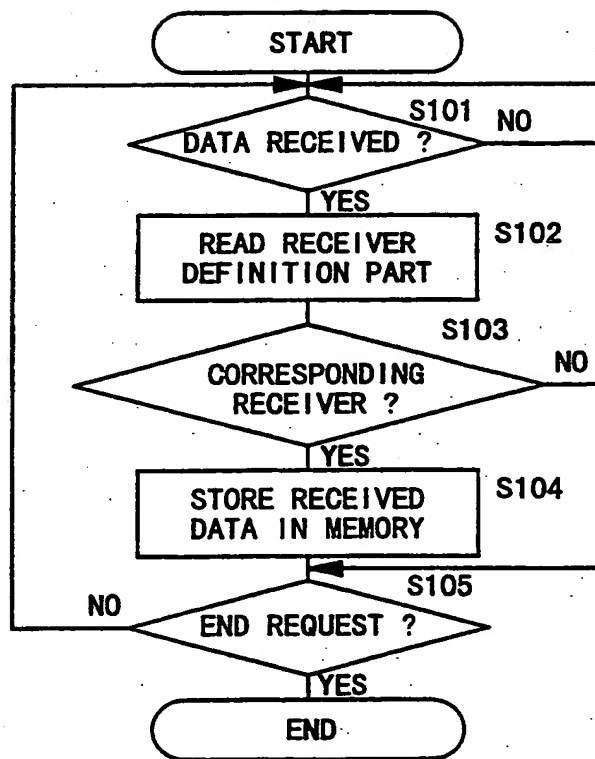 START
S101
DATA RECEIVED ?
NO
YES
READ RECEIVER
DEFINITION PART
S102
S103
CORRESPONDING
RECEIVER ?
NO
YES
STORE RECEIVED
DATA IN MEMORY
S104
S105
NO
END REQUEST ?
YES
END